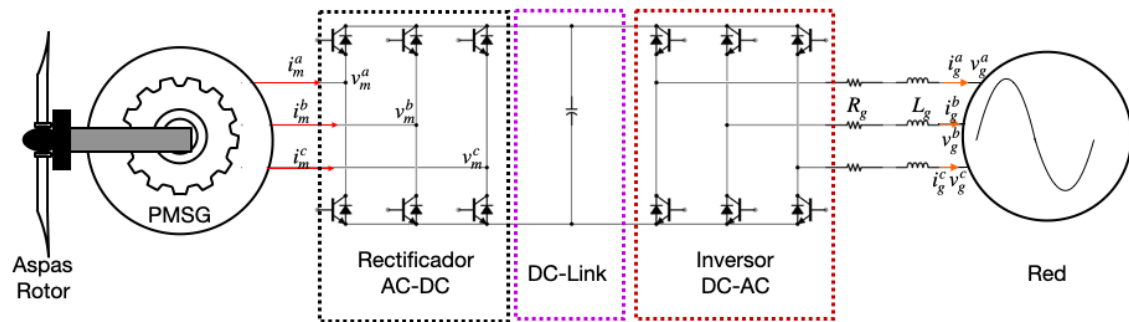 i_m^a
v_m^a
i_m^b
v_m^b
i_m^c
v_m^c
PMSG
Aspas
Rotor
Rectificador
AC-DC
DC-Link
Inversor
DC-AC
R_g
L_g
i_g^a v_g^a
i_g^b
v_g^b
i_g^c v_g^c
Red